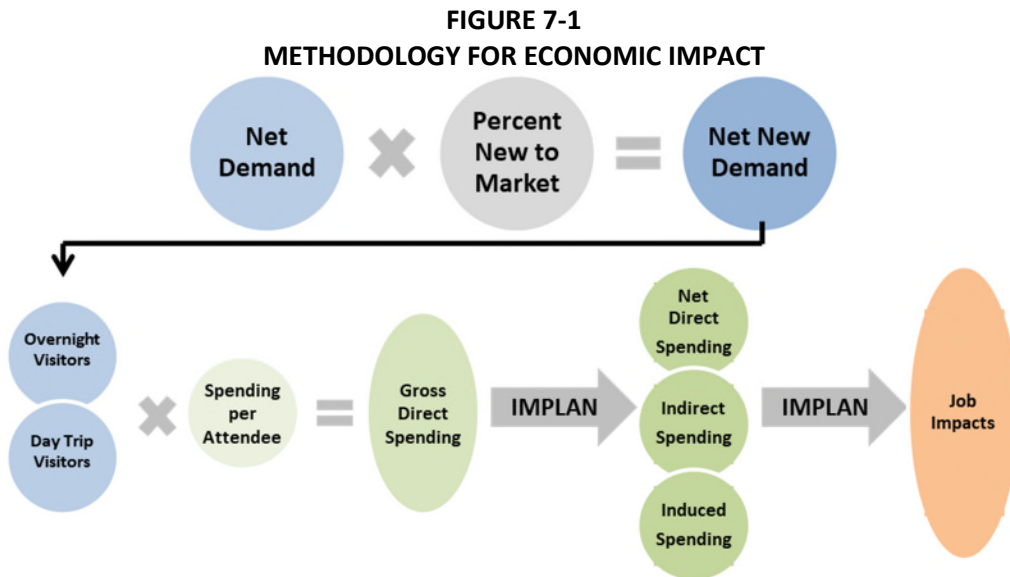 FIGURE 7-1
METHODOLOGY FOR ECONOMIC IMPACT
Net
Demand
Percent
New to
Market
Net New
Demand
Overnight
Visitors
Day Trip
Visitors
Spending
per
Attendee
Gross
Direct
Spending
IMPLAN
Net
Direct
Spending
Indirect
Spending
Induced
Spending
IMPLAN
Job
Impacts